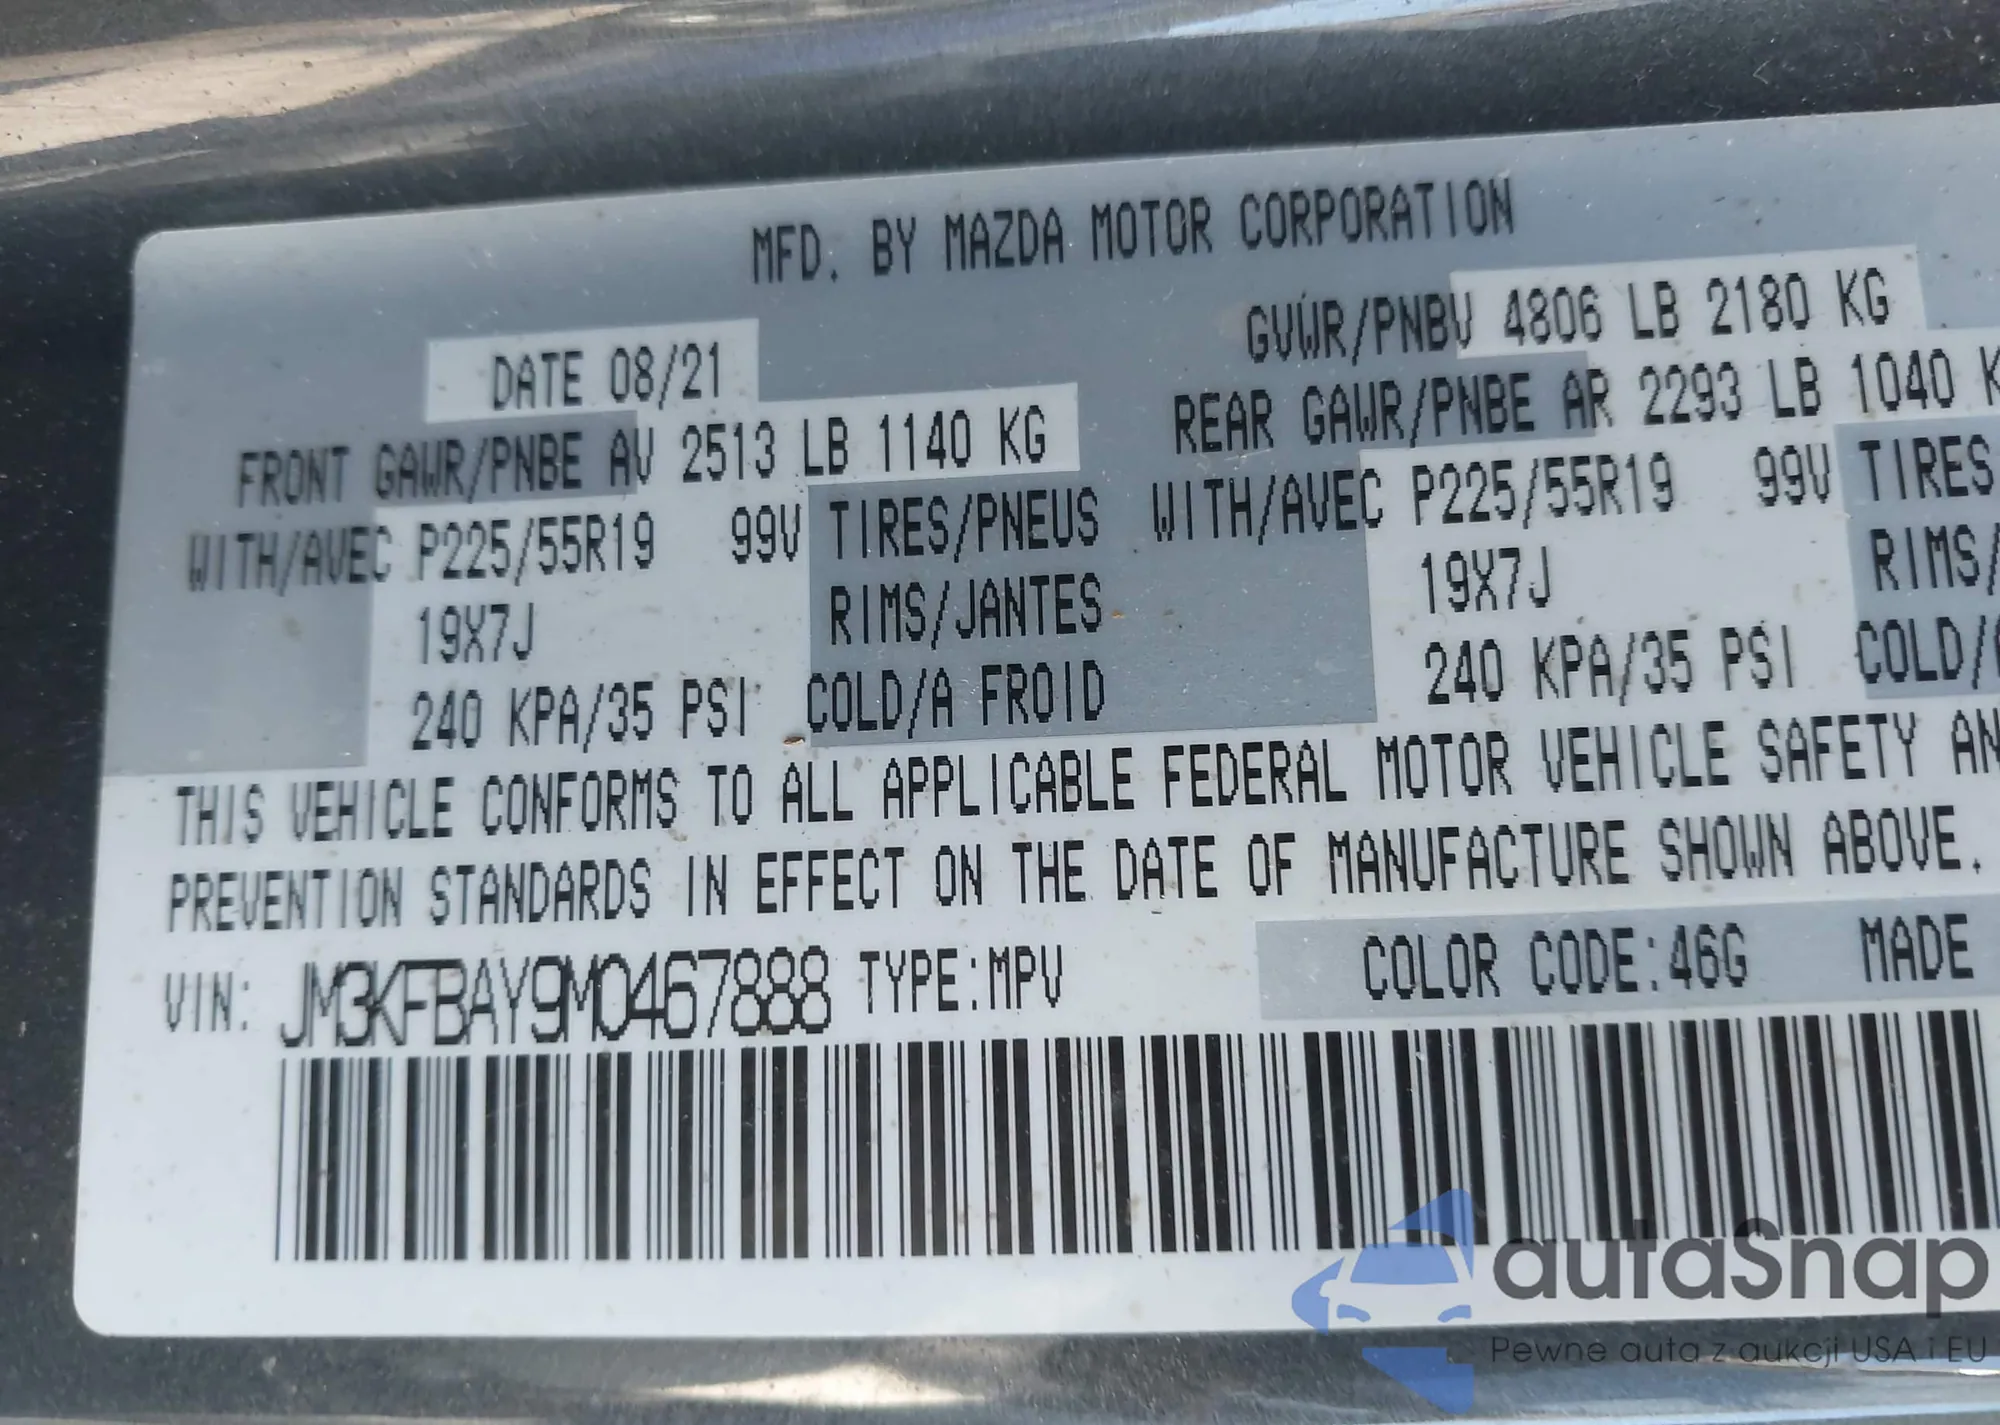 MFD. BY MAZDA MOTOR CORPORATION
DATE 08/21
GVWR/PNBV 4806 LB 2180 KG
FRONT GAWR/PNBE AV 2513 LB 1140 KG
REAR GAWR/PNBE AR 2293 LB 1040 K
WITH/AVEC P225/55R19 99V TIRES/PNEUS
WITH/AVEC P225/55R19 99V TIRES
19X7J RIMS/JANTES
19X7J RIMS/
240 KPA/35 PSI COLD/A FROID
240 KPA/35 PSI COLD/
THIS VEHICLE CONFORMS TO ALL APPLICABLE FEDERAL MOTOR VEHICLE SAFETY AN
PREVENTION STANDARDS IN EFFECT ON THE DATE OF MANUFACTURE SHOWN ABOVE.
VIN: JM3KFBAY9M0467888 TYPE:MPV COLOR CODE:46G MADE
autaSnap
Pewne auta z aukcji USA i EU